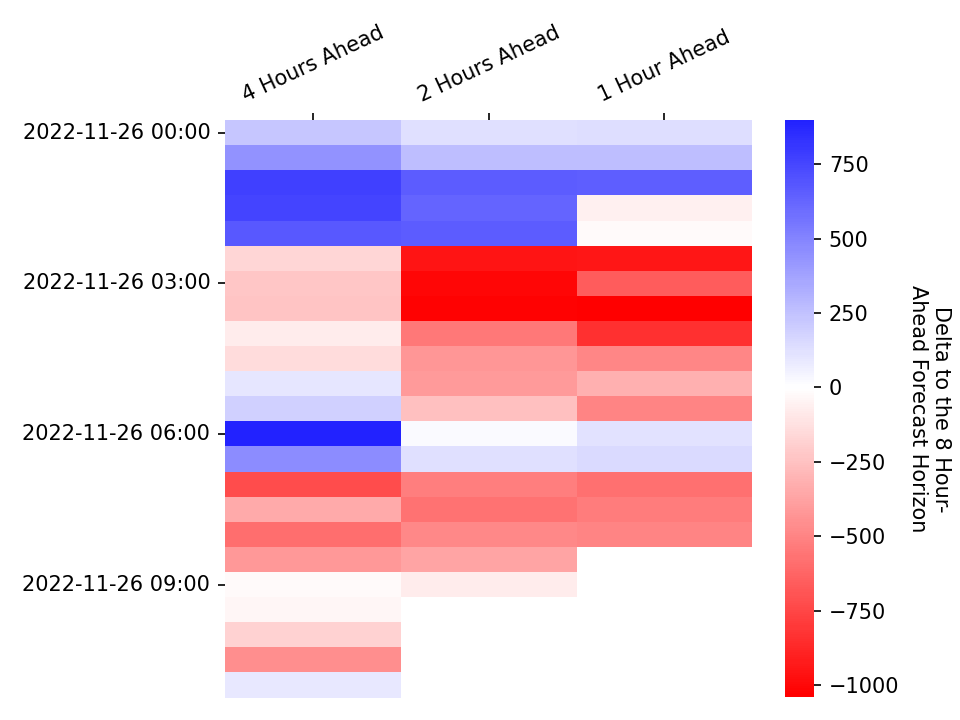 4 Hours Ahead
2 Hours Ahead
1 Hour Ahead
2022-11-26 00:00
2022-11-26 03:00
2022-11-26 06:00
2022-11-26 09:00
750
500
250
0
−250
−500
−750
−1000
Delta to the 8 Hour-
Ahead Forecast Horizon